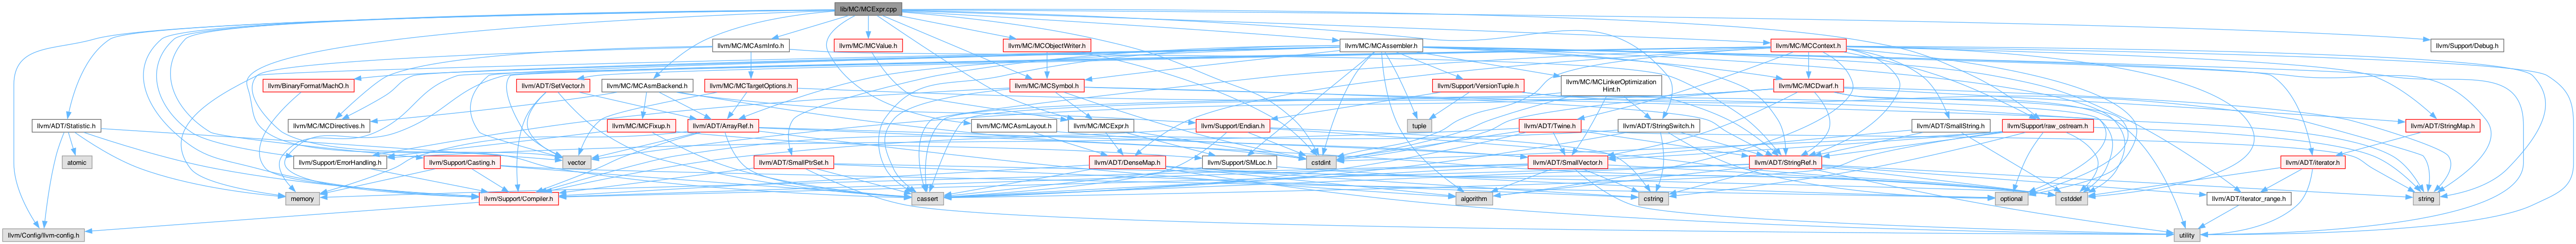 lib/MC/MCExpr.cpp
llvm/MC/MCAsmInfo.h
llvm/MC/MCValue.h
llvm/MC/MCObjectWriter.h
llvm/MC/MCAssembler.h
llvm/MC/MCContext.h
llvm/Support/Debug.h
llvm/BinaryFormat/MachO.h
llvm/MC/MCAsmBackend.h
llvm/ADT/SetVector.h
llvm/MC/MCTargetOptions.h
llvm/MC/MCSymbol.h
llvm/Support/VersionTuple.h
llvm/MC/MCLinkerOptimization
Hint.h
llvm/MC/MCDwarf.h
llvm/ADT/Statistic.h
llvm/MC/MCDirectives.h
llvm/MC/MCFixup.h
llvm/ADT/ArrayRef.h
llvm/MC/MCAsmLayout.h
llvm/MC/MCExpr.h
llvm/Support/Endian.h
tuple
llvm/ADT/Twine.h
llvm/ADT/StringSwitch.h
llvm/ADT/SmallString.h
llvm/Support/raw_ostream.h
llvm/ADT/StringMap.h
atomic
llvm/Support/ErrorHandling.h
llvm/Support/Casting.h
vector
llvm/ADT/SmallPtrSet.h
llvm/ADT/DenseMap.h
llvm/Support/SMLoc.h
cstdint
llvm/ADT/SmallVector.h
llvm/ADT/StringRef.h
llvm/ADT/iterator.h
memory
llvm/Support/Compiler.h
cassert
algorithm
cstring
optional
cstddef
llvm/ADT/iterator_range.h
string
llvm/Config/llvm-config.h
utility